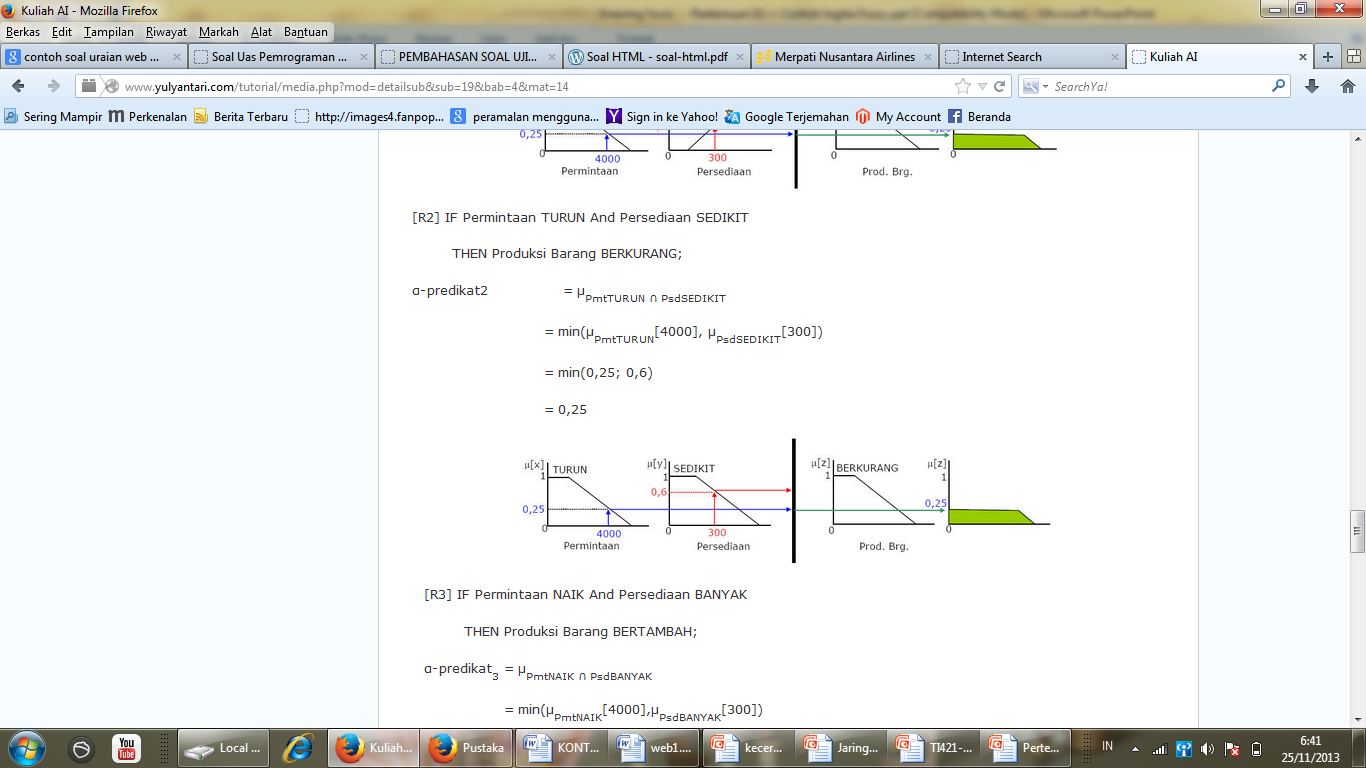 Kuliah AI - Mozilla Firefox
Berkas Edit Tampilan Riwayat Markah Alat Bantuan
contoh soal uraian web ... Soal Uas Pemrograman ... PEMBAHASAN SOAL UJI... Soal HTML - soal-html.pdf Merpati Nusantara Airlines Internet Search Kuliah AI
www.yulyantari.com/tutorial/media.php?mod=detailsub&sub=19&bab=4&mat=14 SearchYa!
Sering Mampir Perkenalan Berita Terbaru http://images4.fanpop... peramalan mengguna... Sign in ke Yahoo! Google Terjemahan My Account Beranda
0,25
0 4000 0 300 0 0
Permintaan Persediaan Prod. Brg.
[R2] IF Permintaan TURUN And Persediaan SEDIKIT
THEN Produksi Barang BERKURANG;
α-predikat2 = μPmtTURUN ∩ PsdSEDIKIT
= min(μPmtTURUN[4000], μPsdSEDIKIT[300])
= min(0,25; 0,6)
= 0,25
μ[x] TURUN μ[y] SEDIKIT μ[z] BERKURANG μ[z]
1 1 1 1
0,6
0,25 0,25
0 4000 0 300 0 0
Permintaan Persediaan Prod. Brg.
[R3] IF Permintaan NAIK And Persediaan BANYAK
THEN Produksi Barang BERTAMBAH;
α-predikat3 = μPmtNAIK ∩ PsdBANYAK
= min(μPmtNAIK[4000],μPsdBANYAK[300])
Local ... Kuliah... Pustaka KONT... web1.... kecer... Jaring... TI421-... Perte... IN 6:41
25/11/2013